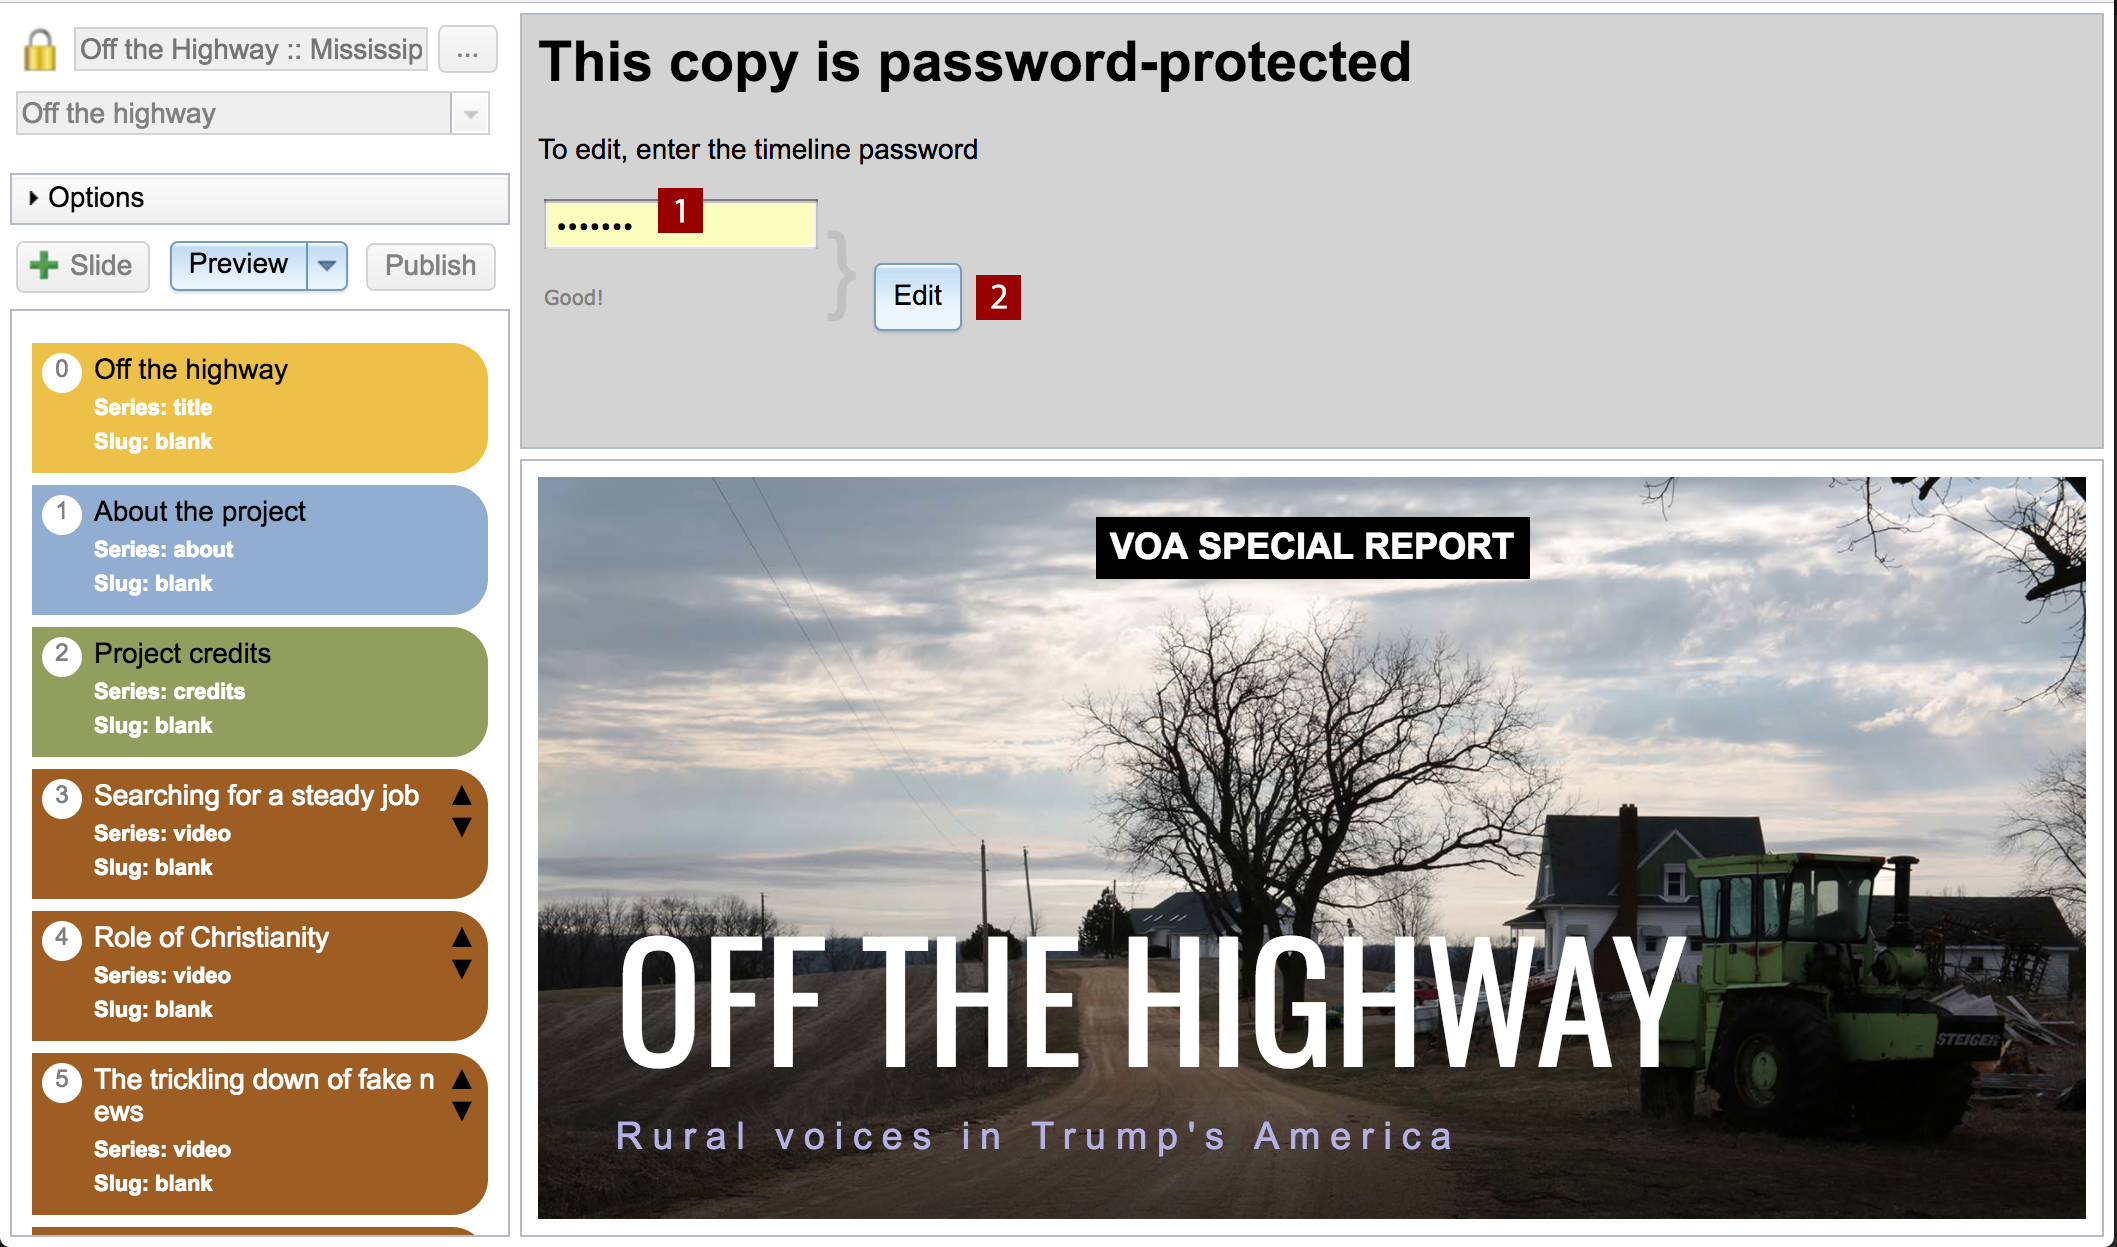 Off the Highway :: Mississip
...
Off the highway
Options
Slide
Preview
Publish
0
Off the highway
Series: title
Slug: blank
1
About the project
Series: about
Slug: blank
2
Project credits
Series: credits
Slug: blank
3
Searching for a steady job
Series: video
Slug: blank
4
Role of Christianity
Series: video
Slug: blank
5
The trickling down of fake n
ews
Series: video
Slug: blank
This copy is password-protected
To edit, enter the timeline password
•••••••
1
Good!
}
Edit
2
VOA SPECIAL REPORT
OFF THE HIGHWAY
STEIGER
Rural voices in Trump's America